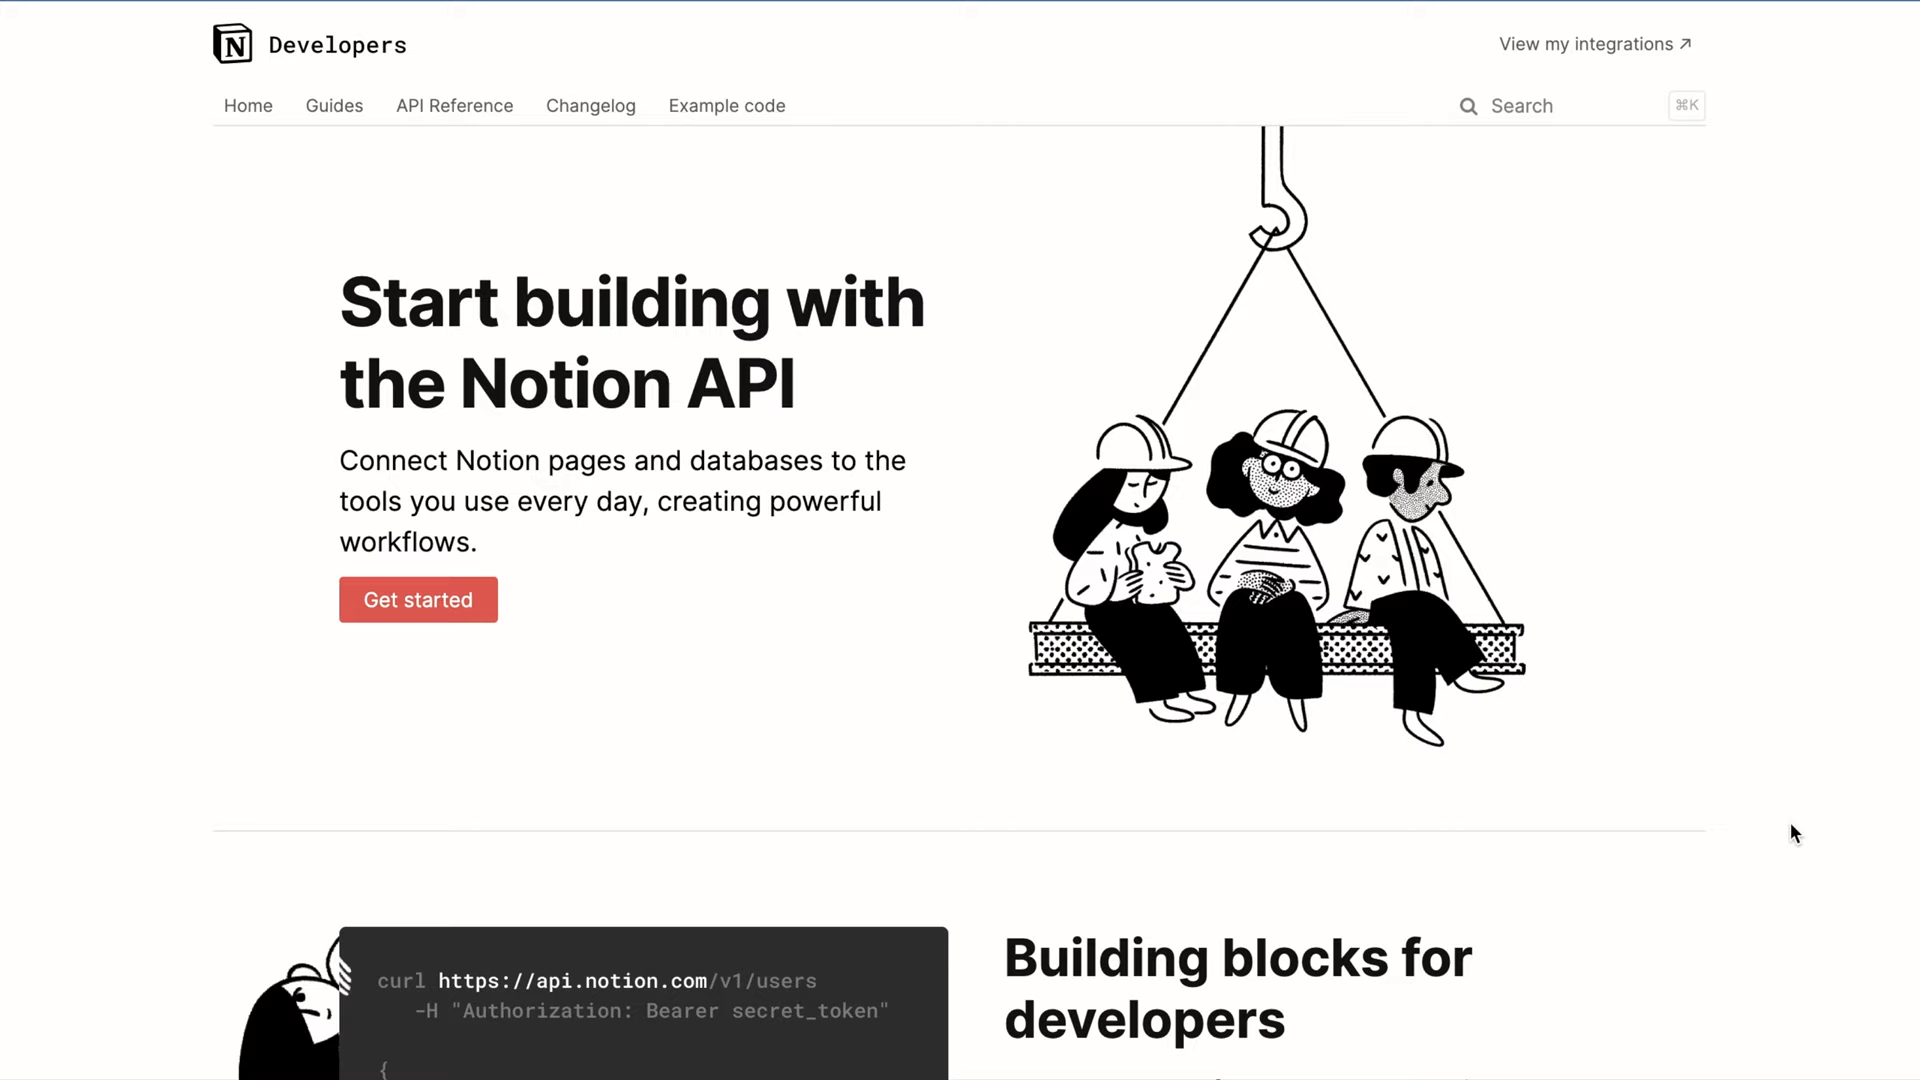 N Developers
View my integrations ↗
Home Guides API Reference Changelog Example code
Search ⌘K
Start building with
the Notion API
Connect Notion pages and databases to the
tools you use every day, creating powerful
workflows.
Get started
curl https://api.notion.com/v1/users
-H "Authorization: Bearer secret_token"
{
Building blocks for
developers